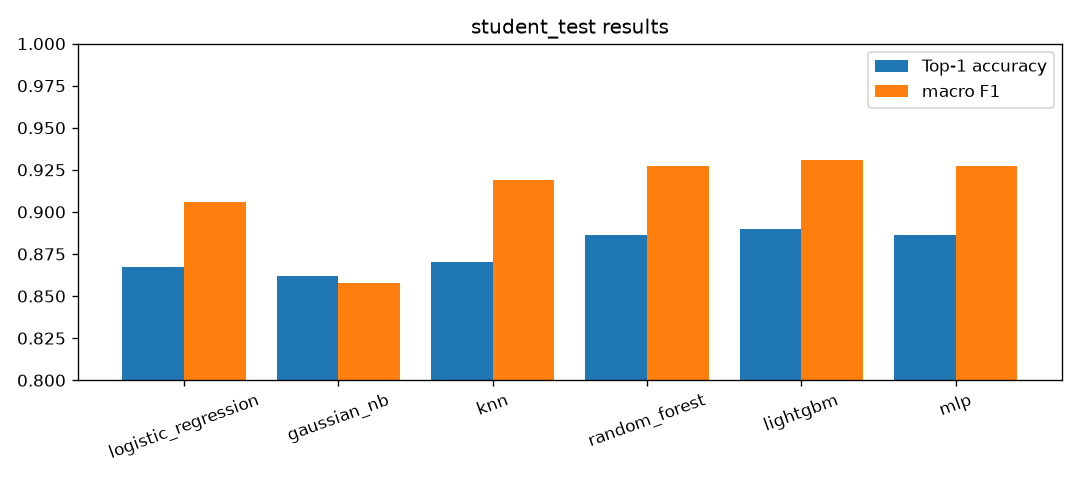 student_test results
1.000
0.975
0.950
0.925
0.900
0.875
0.850
0.825
0.800
Top-1 accuracy
macro F1
logistic_regression
gaussian_nb
knn
random_forest
lightgbm
mlp